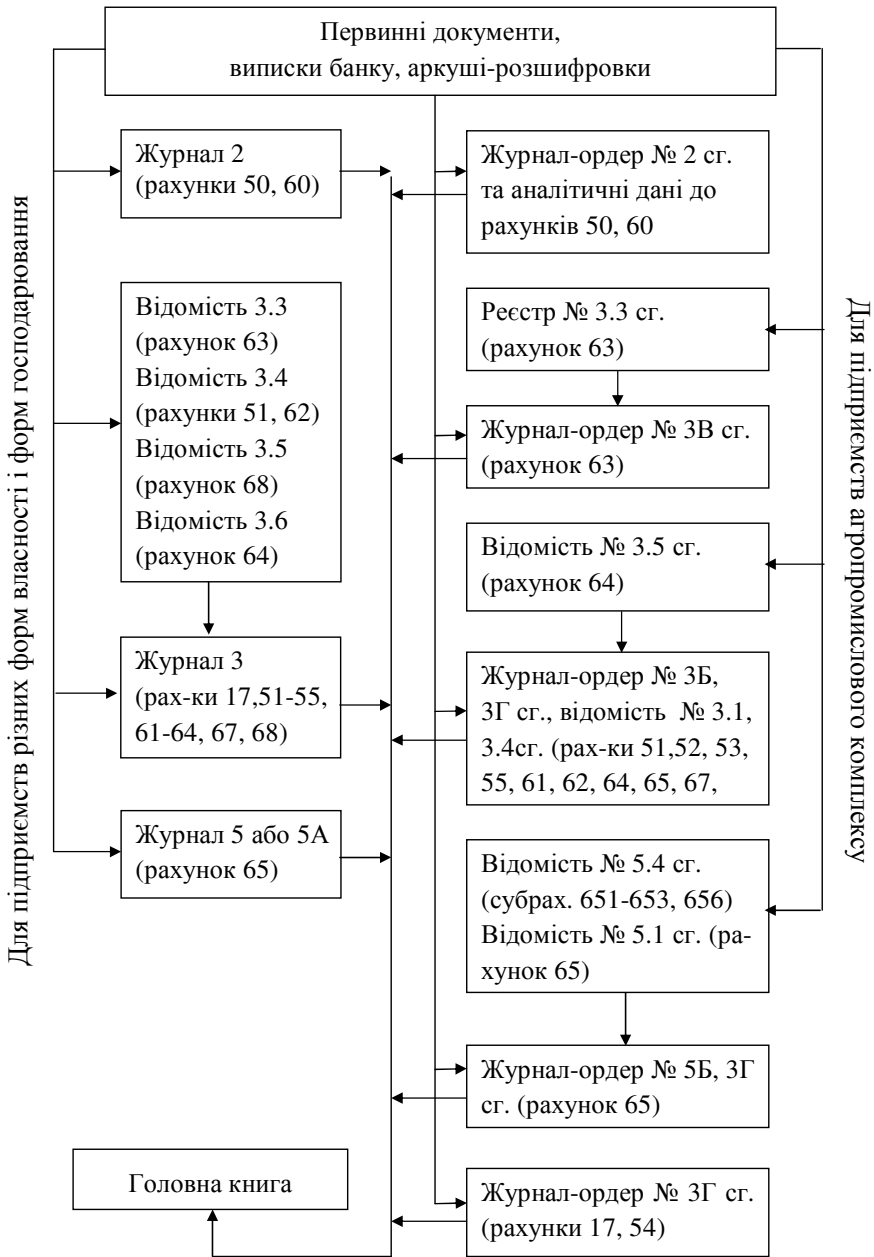 Первинні документи,
виписки банку, аркуші-розшифровки
Для підприємств різних форм власності і форм господарювання
Журнал 2
(рахунки 50, 60)
Відомість 3.3
(рахунок 63)
Відомість 3.4
(рахунки 51, 62)
Відомість 3.5
(рахунок 68)
Відомість 3.6
(рахунок 64)
Журнал 3
(рах-ки 17,51-55,
61-64, 67, 68)
Журнал 5 або 5А
(рахунок 65)
Головна книга
Журнал-ордер № 2 сг.
та аналітичні дані до
рахунків 50, 60
Реєстр № 3.3 сг.
(рахунок 63)
Журнал-ордер № 3В сг.
(рахунок 63)
Відомість № 3.5 сг.
(рахунок 64)
Журнал-ордер № 3Б,
3Г сг., відомість № 3.1,
3.4сг. (рах-ки 51,52, 53,
55, 61, 62, 64, 65, 67,
Відомість № 5.4 сг.
(субрах. 651-653, 656)
Відомість № 5.1 сг. (ра-
хунок 65)
Журнал-ордер № 5Б, 3Г
сг. (рахунок 65)
Журнал-ордер № 3Г сг.
(рахунки 17, 54)
Для підприємств агропромислового комплексу